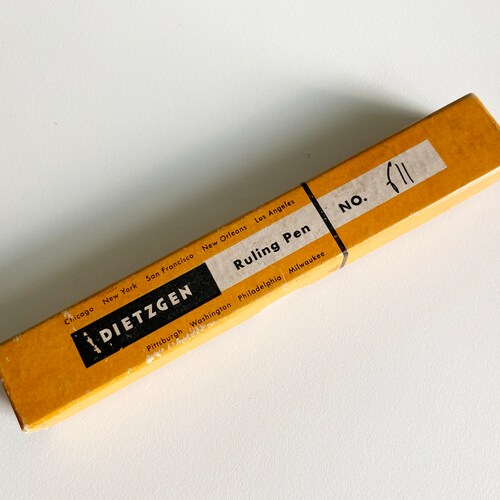 Chicago New York San Francisco New Orleans Los Angeles
DIETZGEN Ruling Pen NO.
Pittsburgh Washington Philadelphia Milwaukee